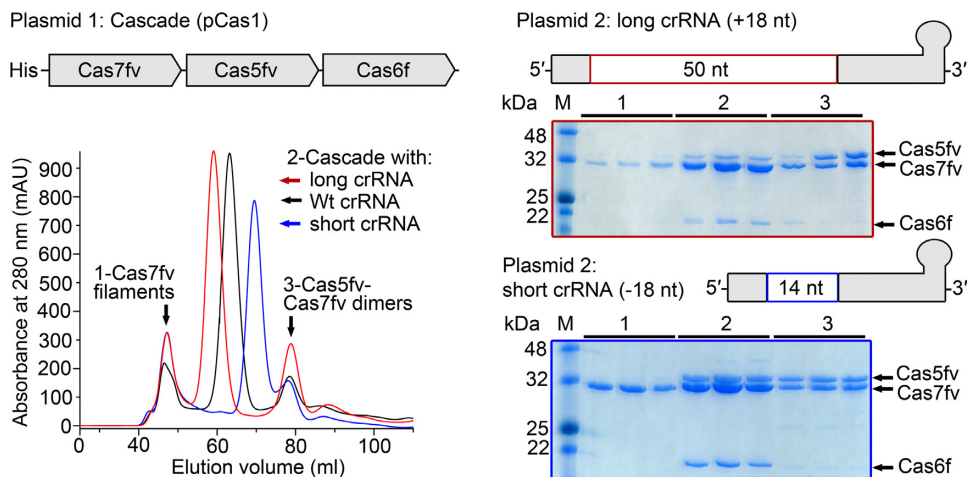 Plasmid 1: Cascade (pCas1)
His
Cas7fv
Cas5fv
Cas6f
Absorbance at 280 nm (mAU)
900
800
700
600
500
400
300
200
100
0
0
40
60
80
100
Elution volume (ml)
2-Cascade with:
long crRNA
Wt crRNA
short crRNA
1-Cas7fv
filaments
3-Cas5fv-
Cas7fv dimers
Plasmid 2: long crRNA (+18 nt)
5′
50 nt
3′
kDa
M
1
2
3
48
32
25
22
Cas5fv
Cas7fv
Cas6f
Plasmid 2:
short crRNA (-18 nt)
5′
14 nt
3′
kDa
M
1
2
3
48
32
25
22
Cas5fv
Cas7fv
Cas6f